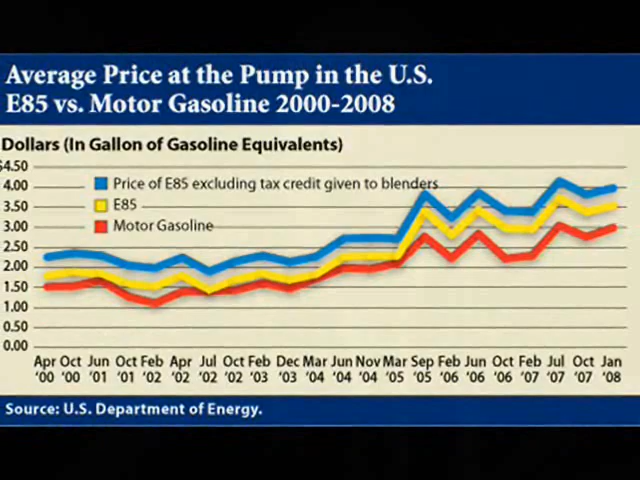 Average Price at the Pump in the U.S.
E85 vs. Motor Gasoline 2000-2008
Dollars (In Gallon of Gasoline Equivalents)
$4.50
4.00
3.50
3.00
2.50
2.00
1.50
1.00
0.50
0.00
Price of E85 excluding tax credit given to blenders
E85
Motor Gasoline
Apr Oct Jun Oct Feb Apr Jul Oct Feb Dec Mar Jun Nov Mar Sep Feb Jun Oct Feb Jul Oct Jan
'00 '00 '01 '01 '02 '02 '02 '02 '03 '03 '04 '04 '04 '05 '05 '06 '06 '06 '07 '07 '07 '08
Source: U.S. Department of Energy.